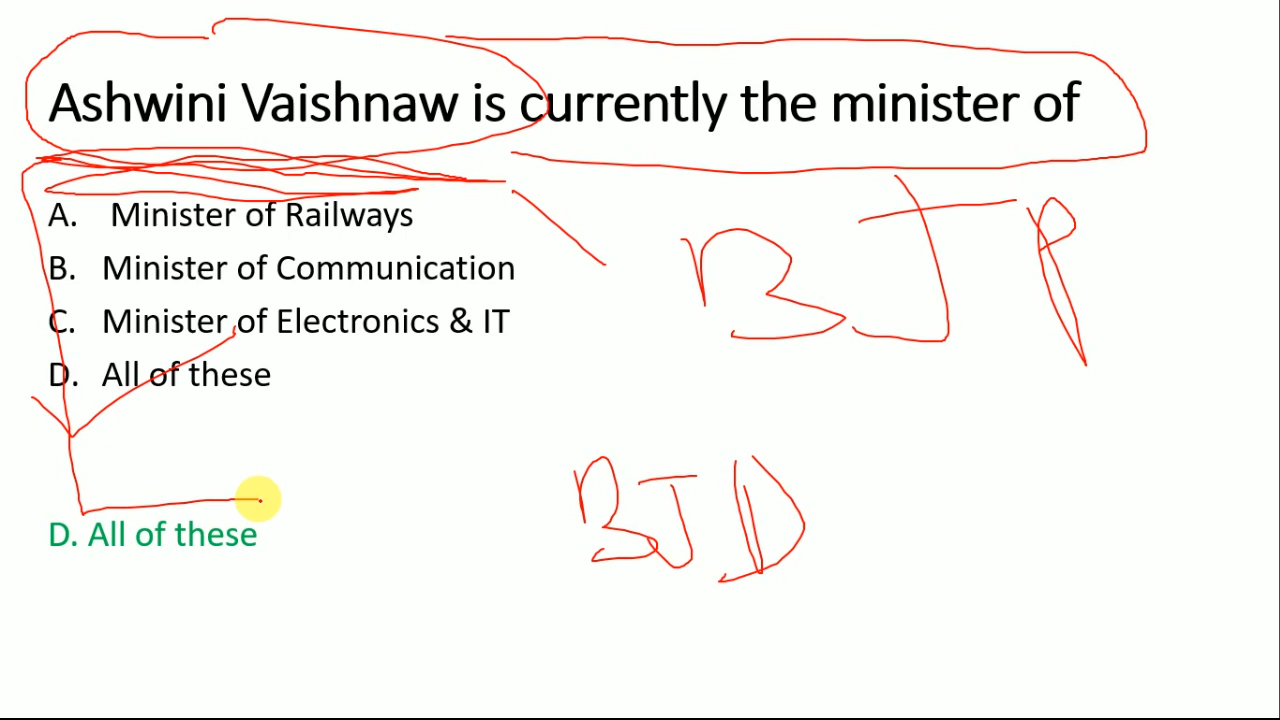 Ashwini Vaishnaw is currently the minister of
A. Minister of Railways
B. Minister of Communication
C. Minister of Electronics & IT
D. All of these
BJP
BJD
D. All of these